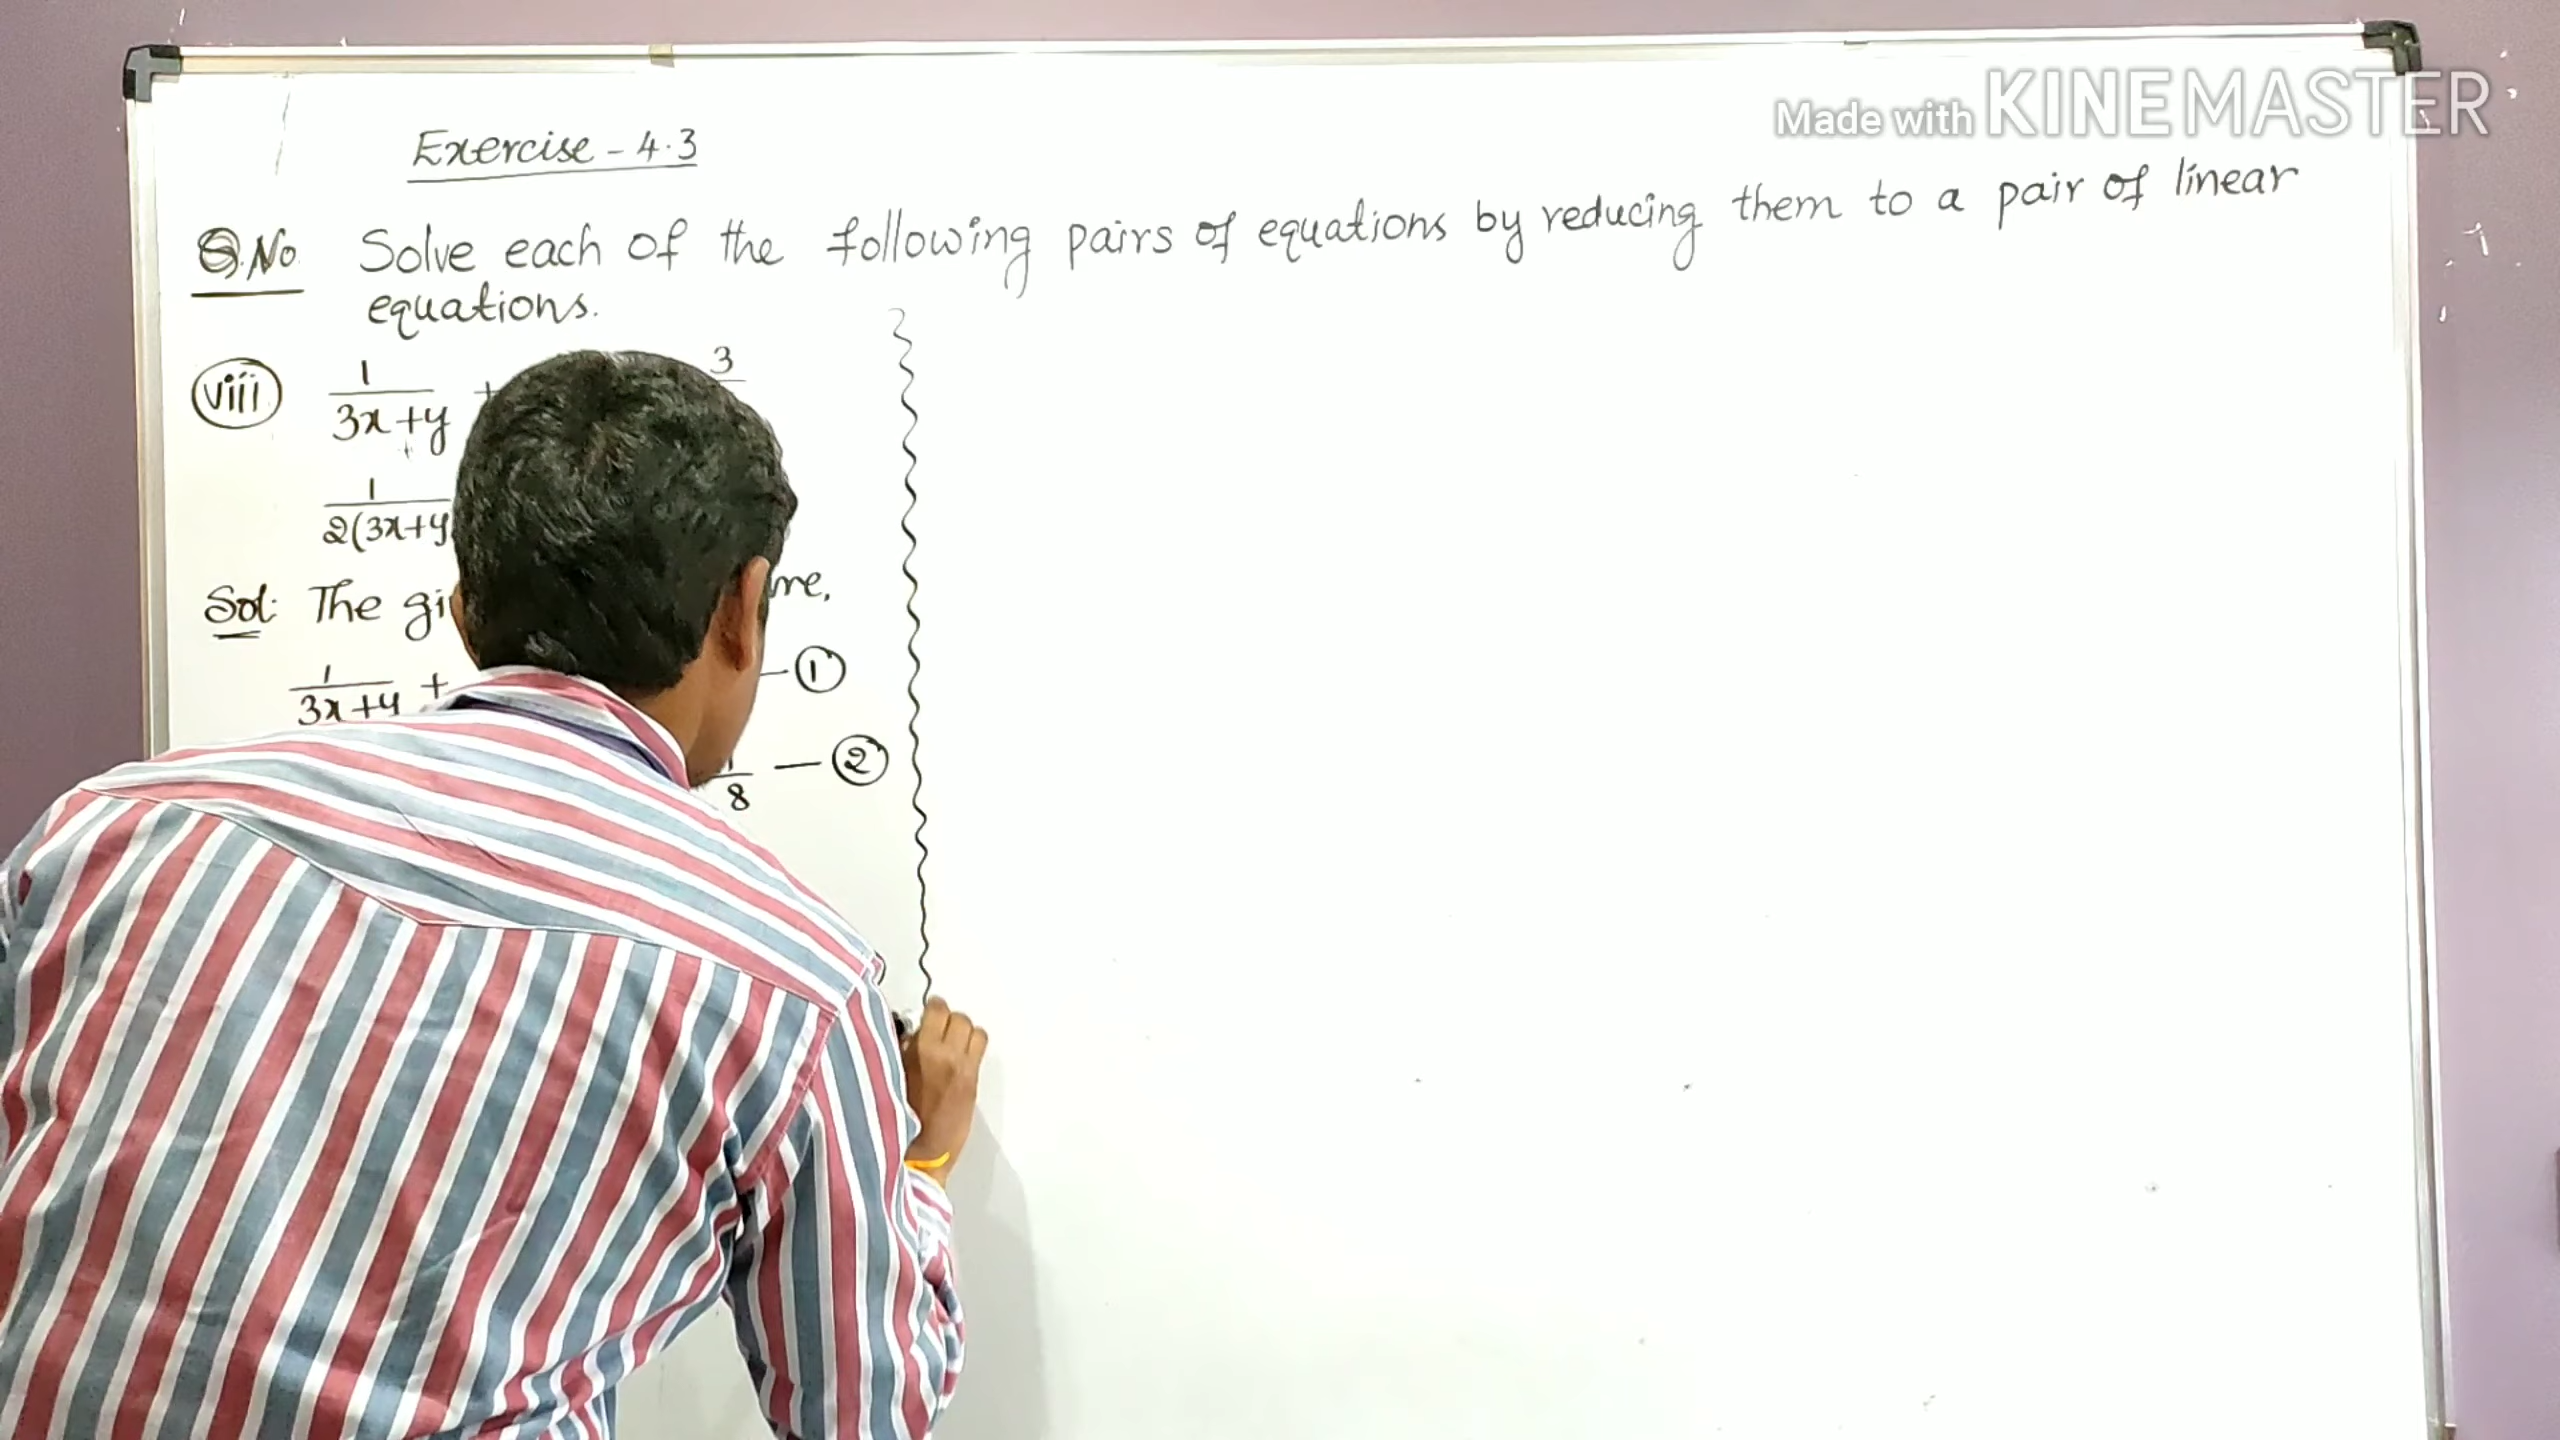 Made with KINEMASTER
Exercise - 4.3
Q.No. Solve each of the following pairs of equations by reducing them to a pair of linear
equations.
viii 1/(3x+y) + 3
1/(2(3x+y
Sol: The
1/(3x+y) + — 1
1/8 — 2